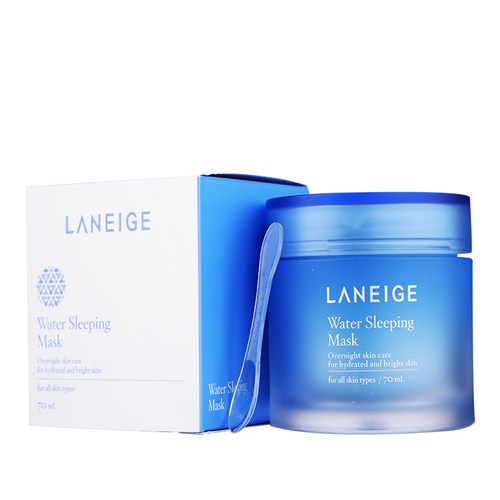 LANEIGE
Water Sleeping
Mask
Overnight skin care
for hydrated and bright skin
for all skin types
70 ml.
Water Sleeping
Mask
LANEIGE
Water Sleeping
Mask
Overnight skin care
for hydrated and bright skin
for all skin types / 70 ml.